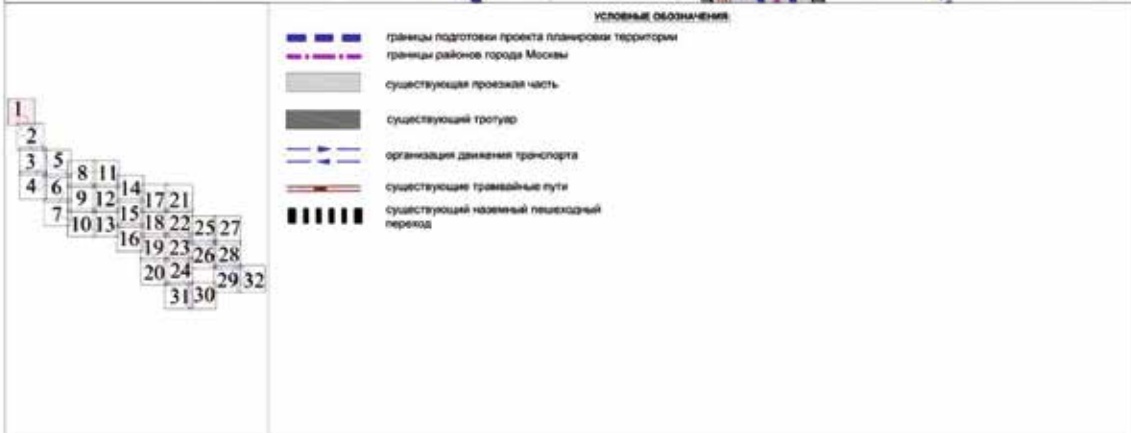 УСЛОВНЫЕ ОБОЗНАЧЕНИЯ:
границы подготовки проекта планировки территории
границы районов города Москвы
существующая проезжая часть
существующий тротуар
организация движения транспорта
существующие трамвайные пути
существующий наземный пешеходный
переход
1
2
3 5
8 11
4 6
14
9 12
17 21
7
15
10 13
18 22 25 27
16
19 23
26 28
20 24
29 32
31 30